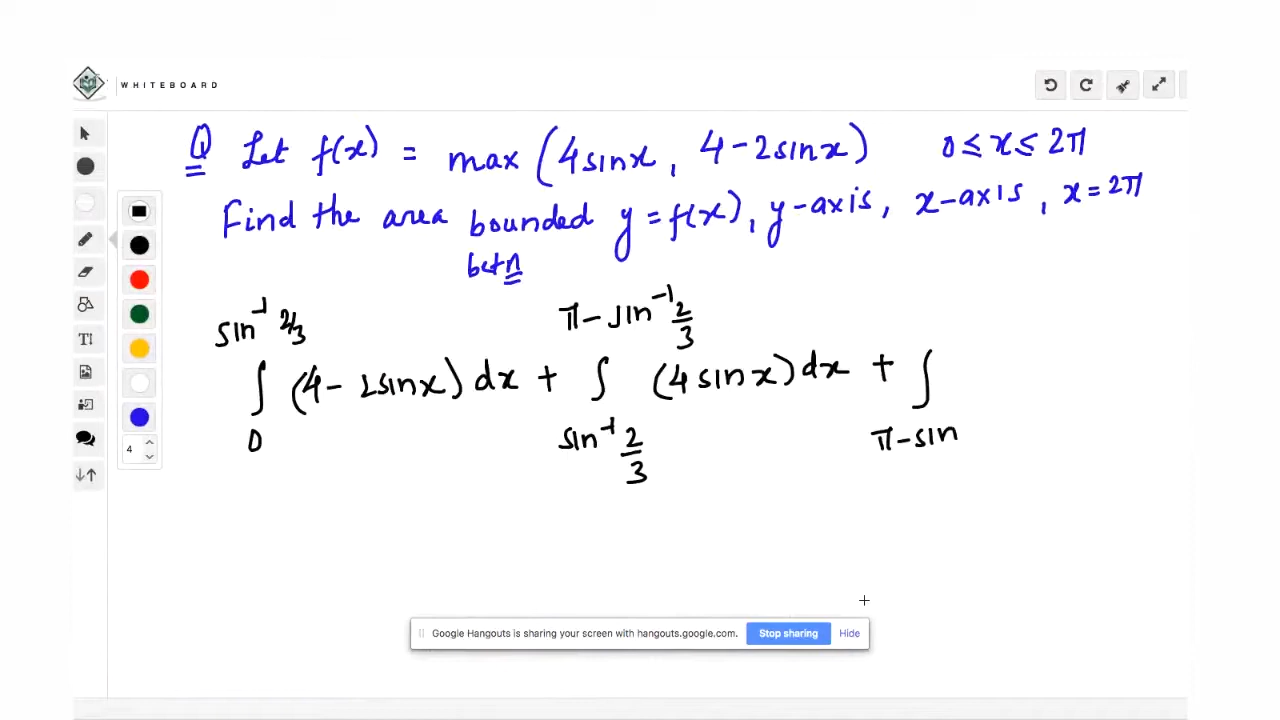 WHITEBOARD
Q Let f(x) = max (4sinx, 4-2sinx) 0 ≤ x ≤ 2π
Find the area bounded y = f(x), y-axis, x-axis, x = 2π
betn
sin⁻¹ 2/3 π - sin⁻¹ 2/3
∫ (4 - 2sinx) dx + ∫ (4 sin x) dx + ∫
0 sin⁻¹ 2/3 π - sin
4
Google Hangouts is sharing your screen with hangouts.google.com. Stop sharing Hide